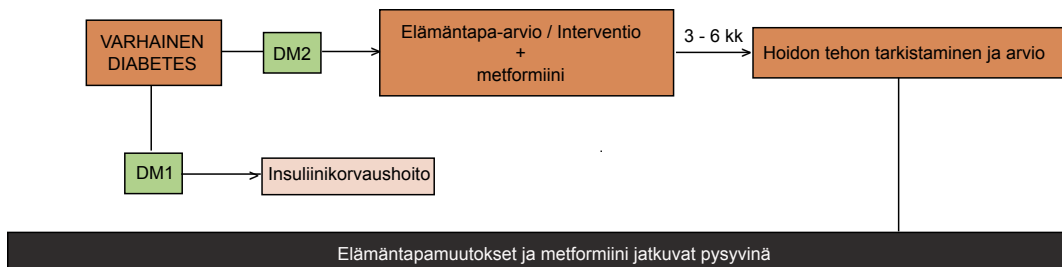 VARHAINEN
DIABETES
DM2
Elämäntapa-arvio / Interventio
+
metformiini
3 - 6 kk
Hoidon tehon tarkistaminen ja arvio
DM1
Insuliinikorvaushoito
Elämäntapamuutokset ja metformiini jatkuvat pysyvinä